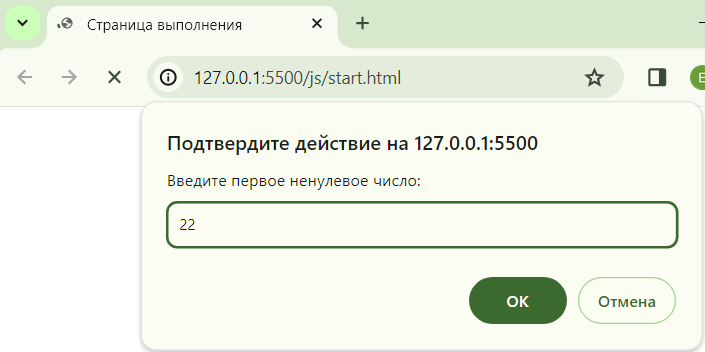 Страница выполнения
127.0.0.1:5500/js/start.html
Подтвердите действие на 127.0.0.1:5500
Введите первое ненулевое число:
22
OK
Отмена